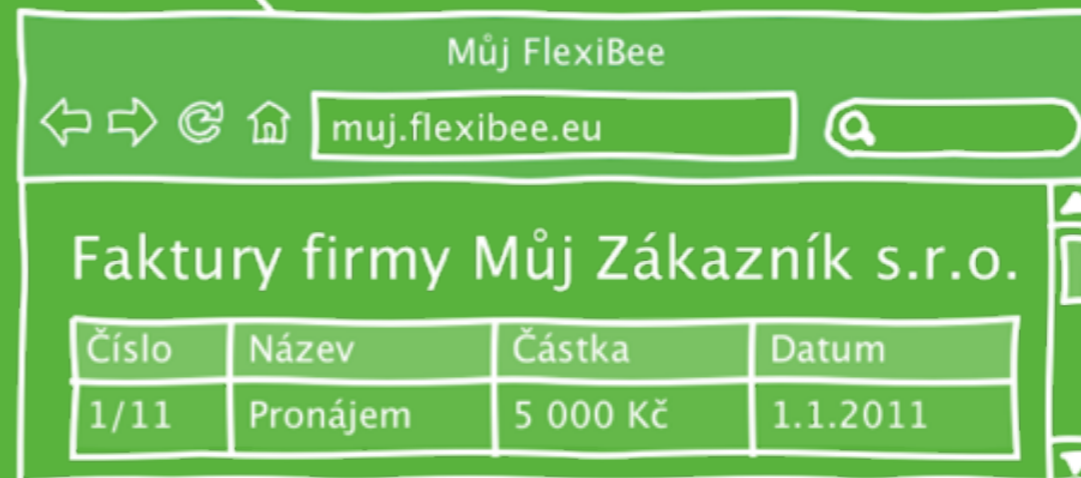 Můj FlexiBee
muj.flexibee.eu
Faktury firmy Můj Zákazník s.r.o.
Číslo Název Částka Datum
1/11 Pronájem 5 000 Kč 1.1.2011